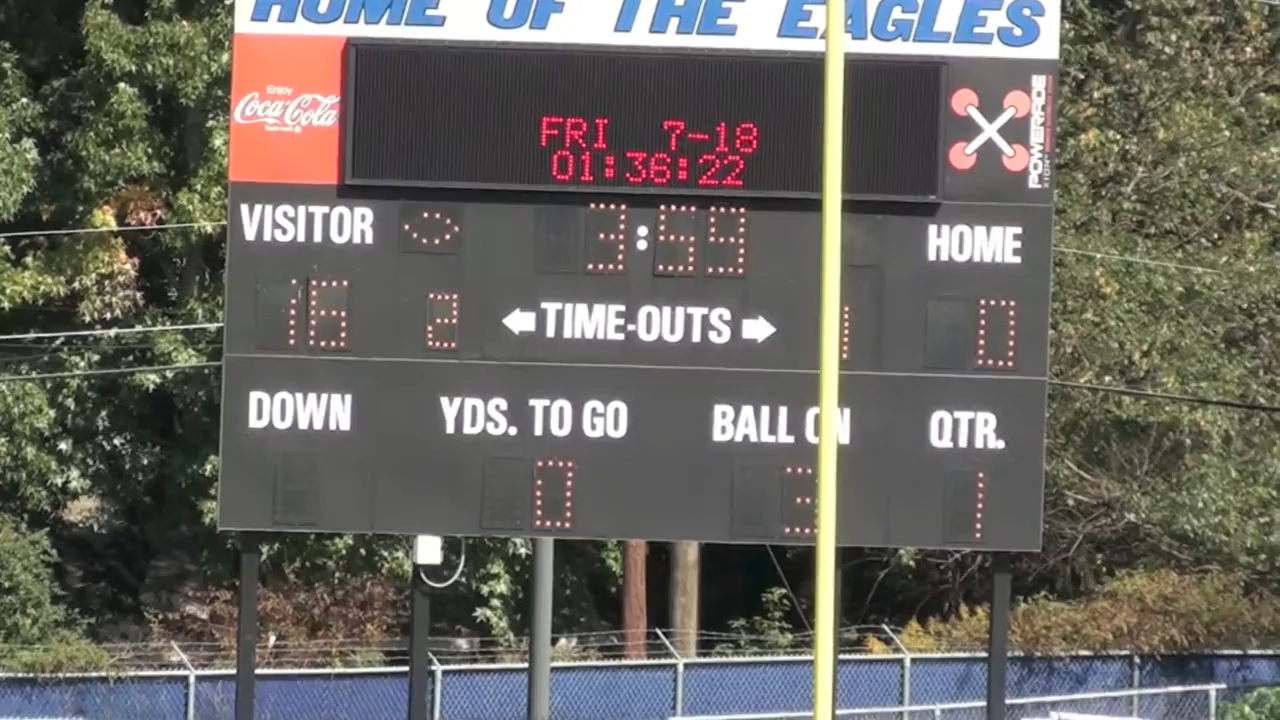 HOME OF THE EAGLES
Enjoy
Coca-Cola
POWERADE
FRI 7-18
01:36:22
VISITOR
3:59
HOME
16
2
TIME-OUTS
1
0
DOWN
YDS. TO GO
BALL ON
QTR.
0
3
1